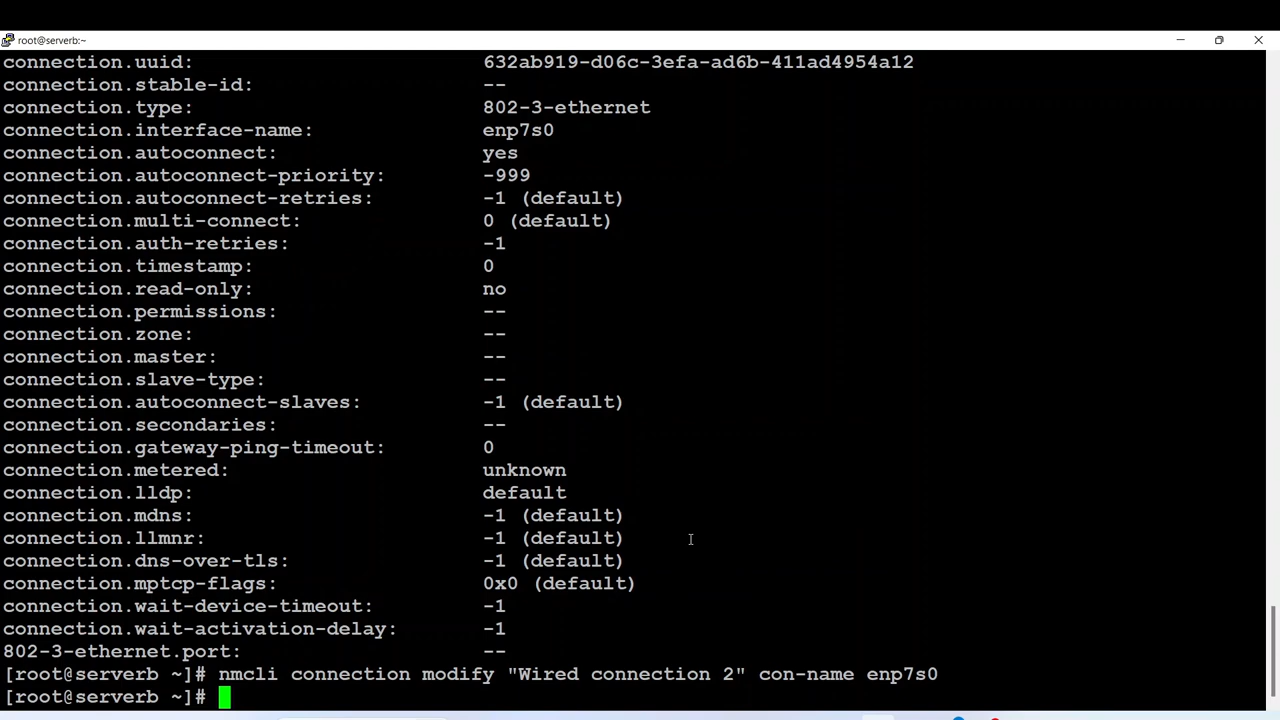 root@serverb:~
connection.uuid: 632ab919-d06c-3efa-ad6b-411ad4954a12
connection.stable-id: --
connection.type: 802-3-ethernet
connection.interface-name: enp7s0
connection.autoconnect: yes
connection.autoconnect-priority: -999
connection.autoconnect-retries: -1 (default)
connection.multi-connect: 0 (default)
connection.auth-retries: -1
connection.timestamp: 0
connection.read-only: no
connection.permissions: --
connection.zone: --
connection.master: --
connection.slave-type: --
connection.autoconnect-slaves: -1 (default)
connection.secondaries: --
connection.gateway-ping-timeout: 0
connection.metered: unknown
connection.lldp: default
connection.mdns: -1 (default)
connection.llmnr: -1 (default)
connection.dns-over-tls: -1 (default)
connection.mptcp-flags: 0x0 (default)
connection.wait-device-timeout: -1
connection.wait-activation-delay: -1
802-3-ethernet.port: --
[root@serverb ~]# nmcli connection modify "Wired connection 2" con-name enp7s0
[root@serverb ~]#